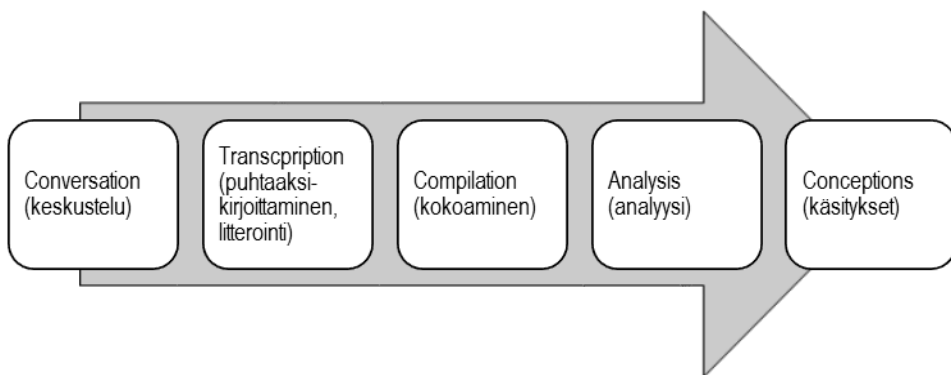 Conversation
(keskustelu)
Transcpription
(puhtaaksi-
kirjoittaminen,
litterointi)
Compilation
(kokoaminen)
Analysis
(analyysi)
Conceptions
(käsitykset)